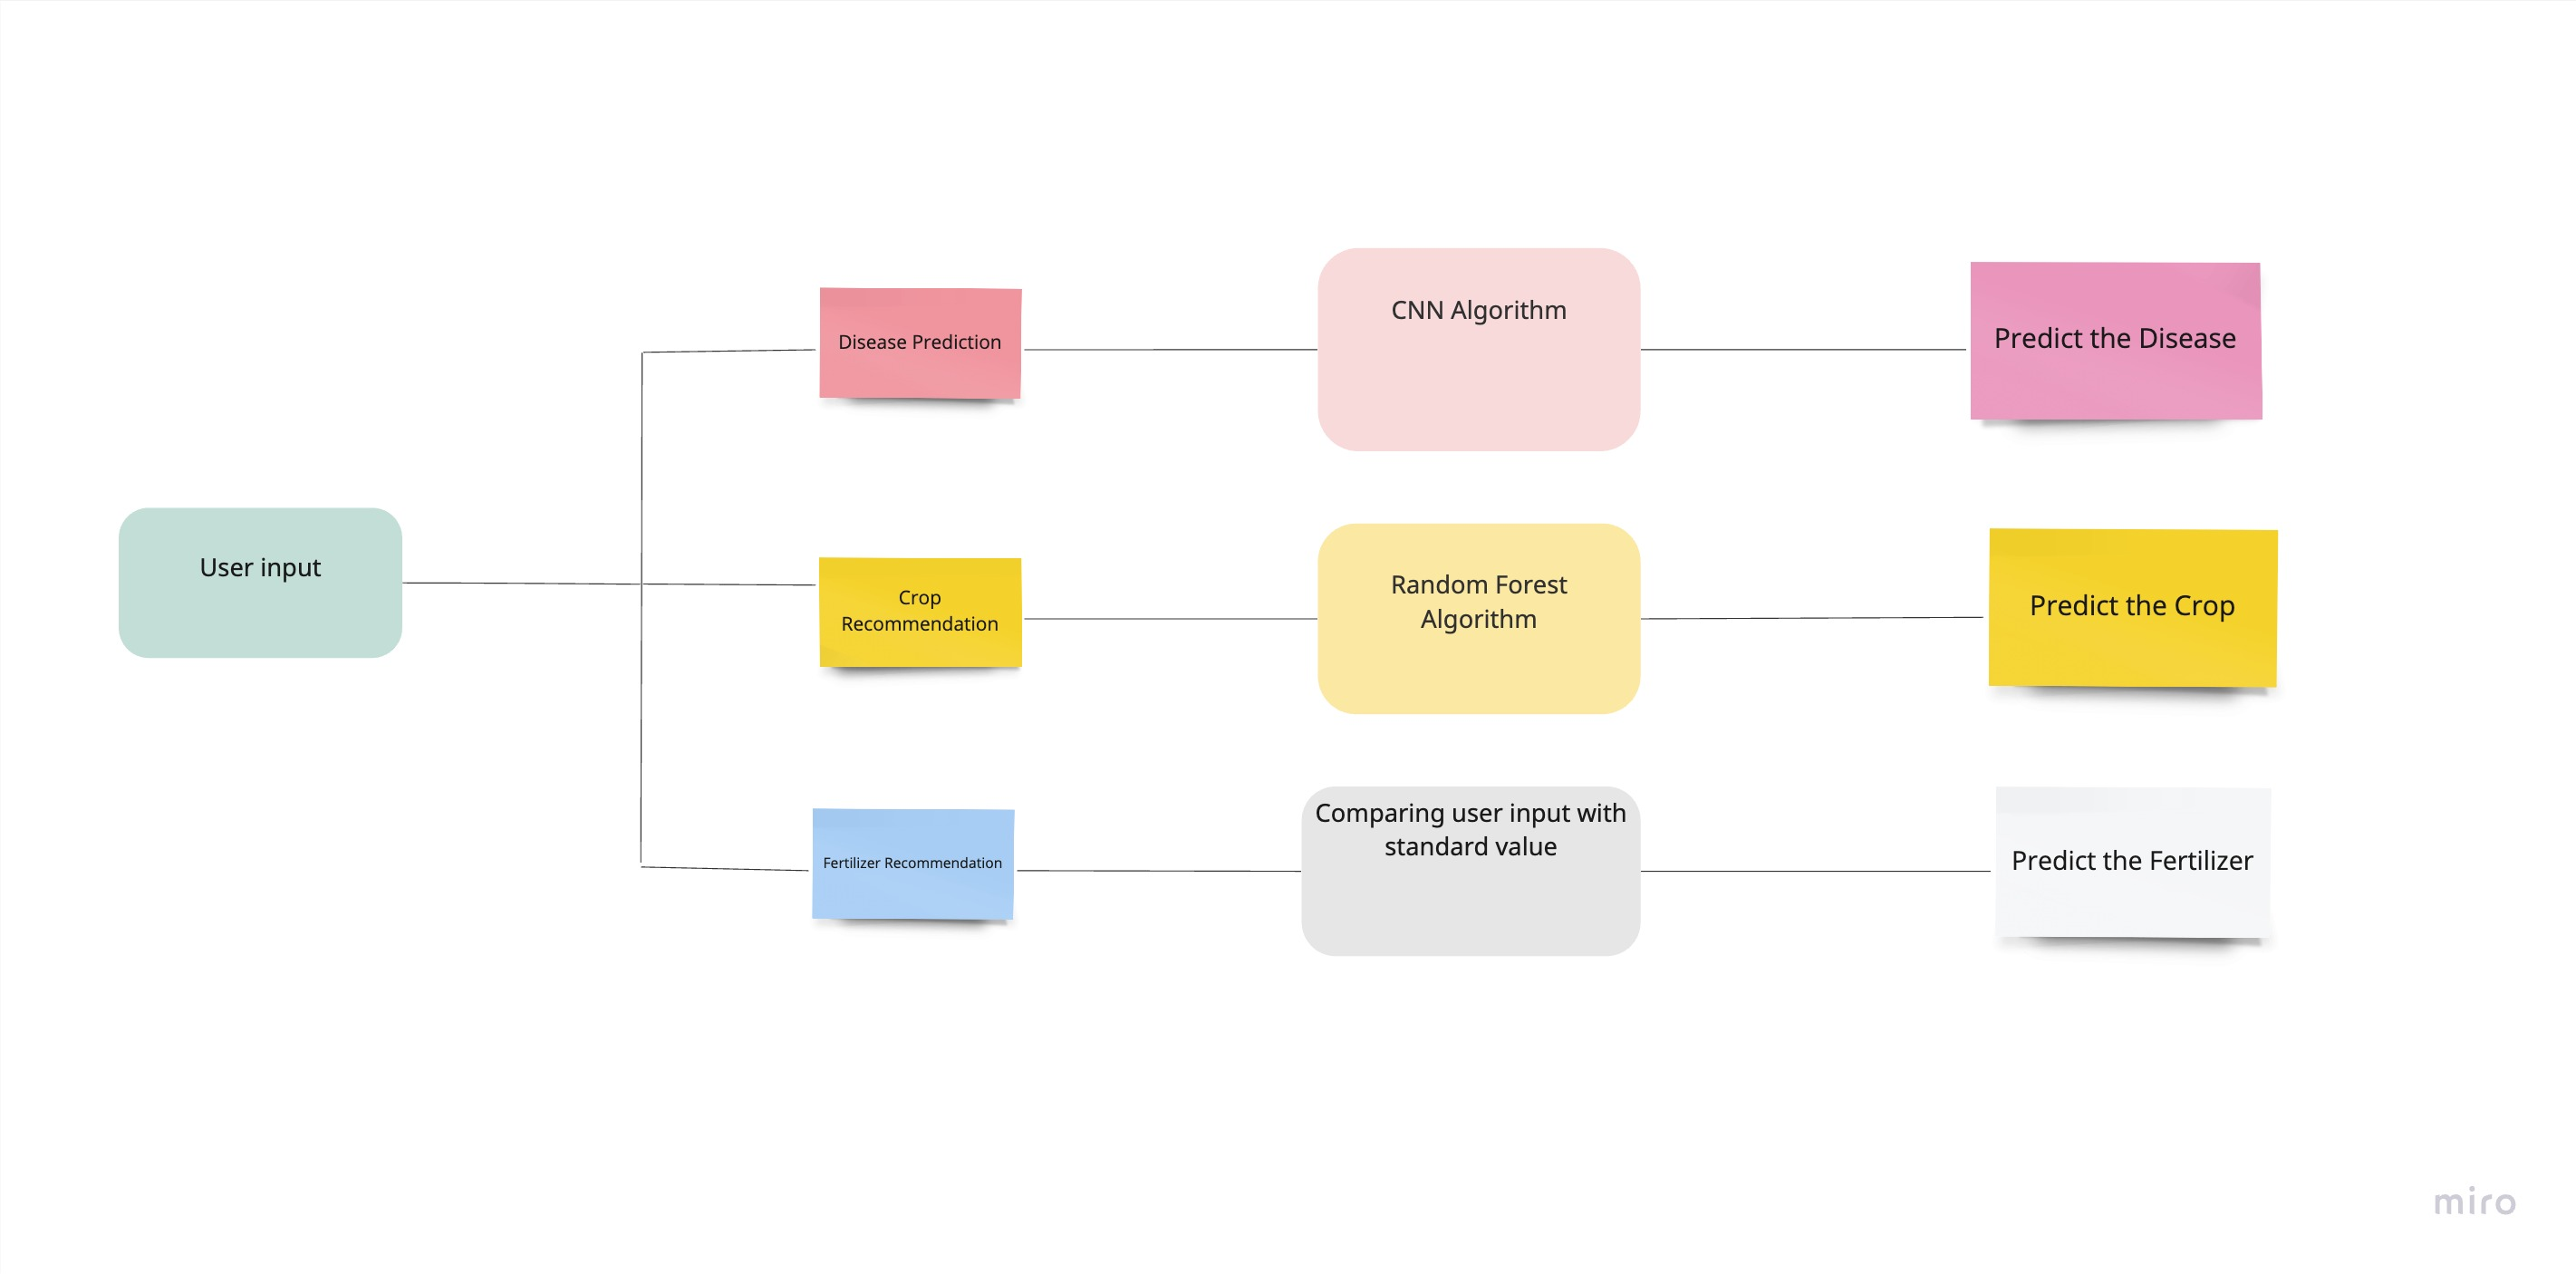 User input
Disease Prediction
CNN Algorithm
Predict the Disease
Crop
Recommendation
Random Forest
Algorithm
Predict the Crop
Fertilizer Recommendation
Comparing user input with
standard value
Predict the Fertilizer
miro